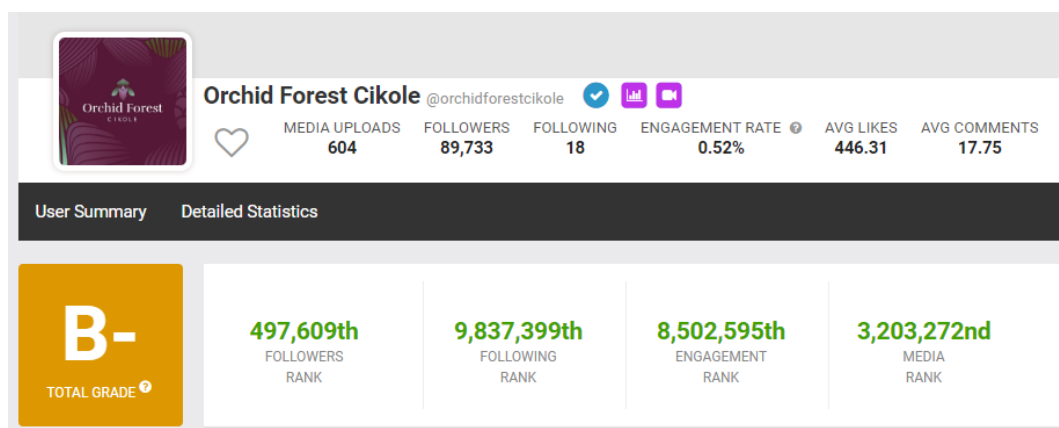 Orchid Forest
CIKOLE
Orchid Forest Cikole @orchidforestcikole
MEDIA UPLOADS FOLLOWERS FOLLOWING ENGAGEMENT RATE ? AVG LIKES AVG COMMENTS
604 89,733 18 0.52% 446.31 17.75
User Summary Detailed Statistics
B-
TOTAL GRADE ?
497,609th 9,837,399th 8,502,595th 3,203,272nd
FOLLOWERS FOLLOWING ENGAGEMENT MEDIA
RANK RANK RANK RANK